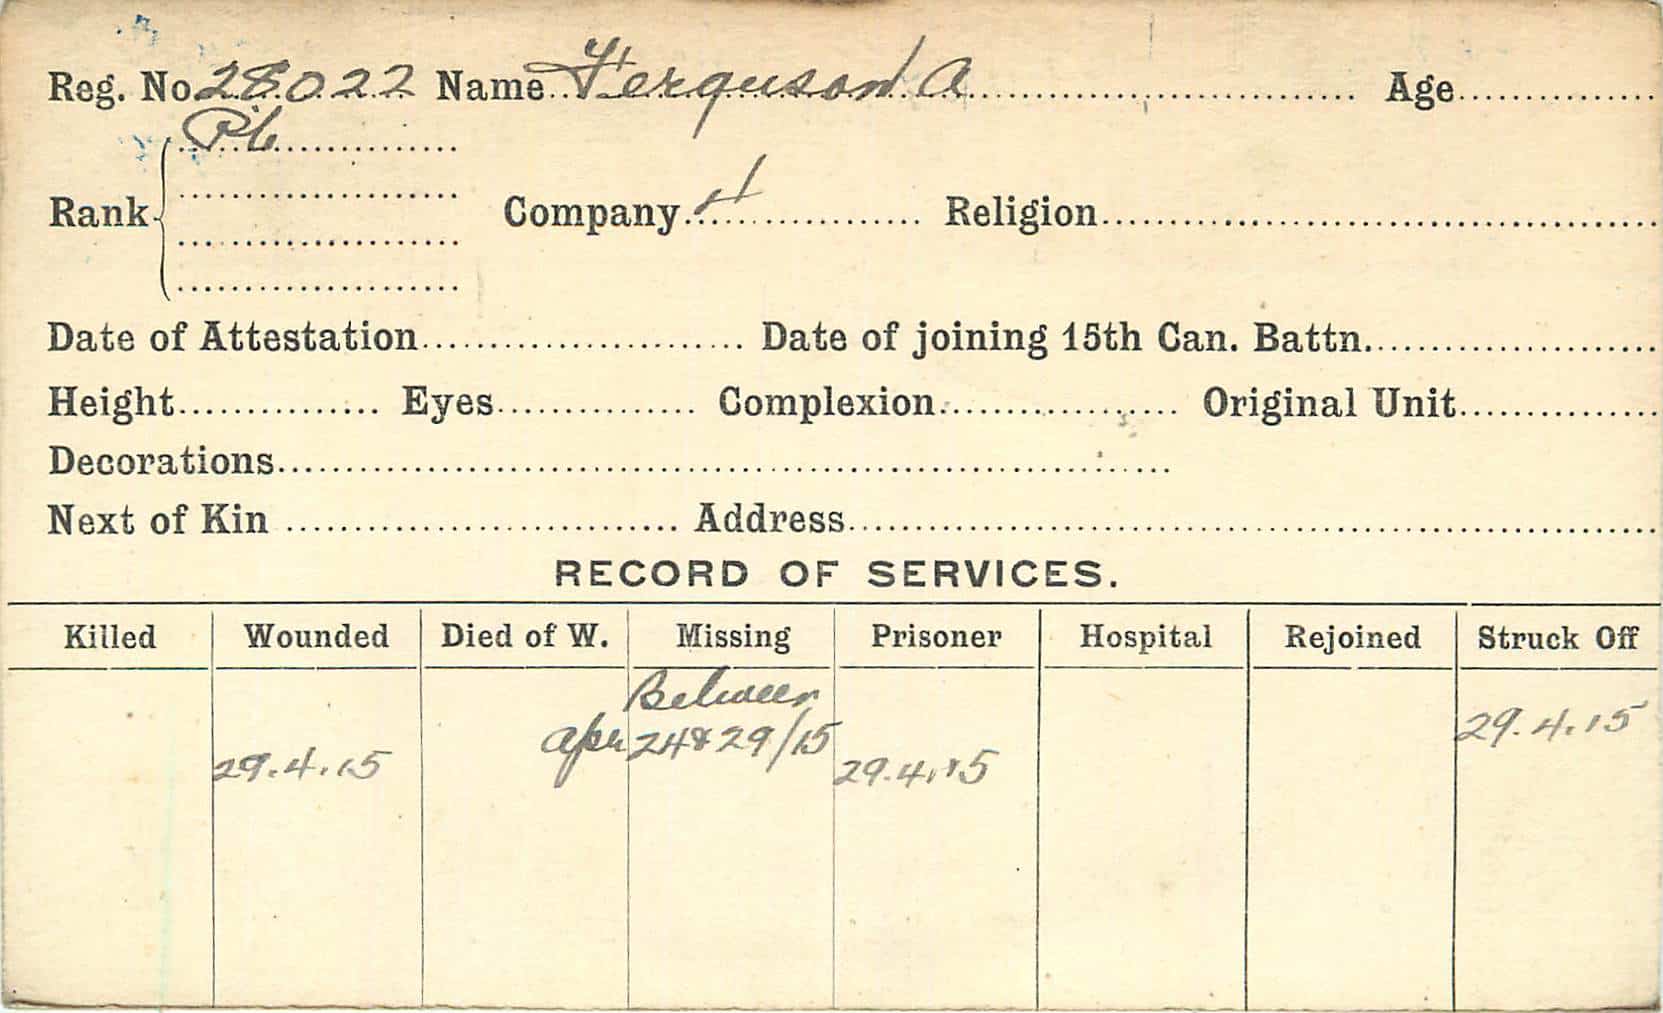 Reg. No 28022 Name Ferguson A Age
Pte
Rank Company 4 Religion
Date of Attestation Date of joining 15th Can. Battn.
Height Eyes Complexion Original Unit
Decorations
Next of Kin Address
RECORD OF SERVICES.
Killed Wounded Died of W. Missing Prisoner Hospital Rejoined Struck Off
Between
Apr 24 & 29/15 29.4.15
29.4.15 29.4.15